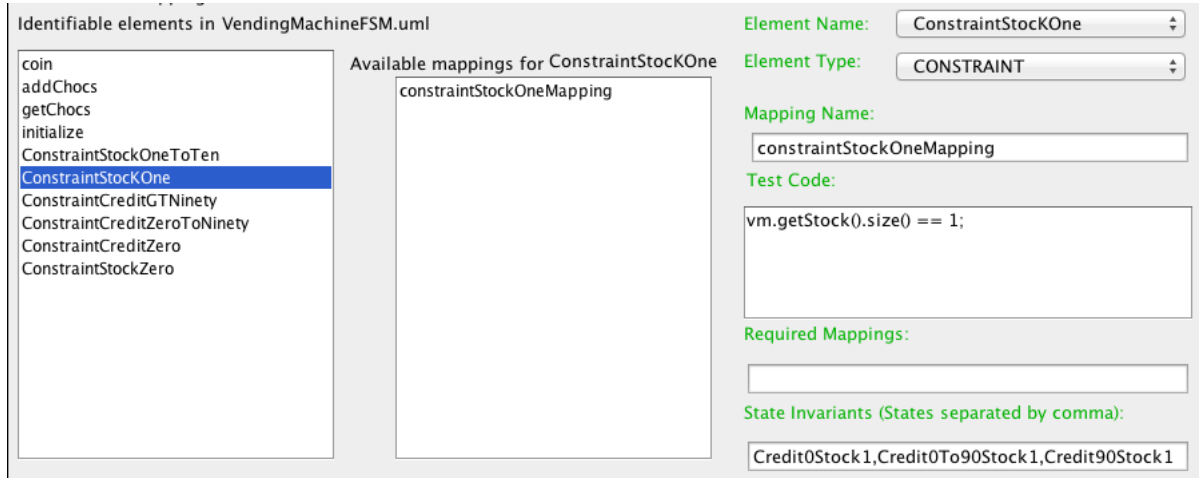 Identifiable elements in VendingMachineFSM.uml
coin
addChocs
getChocs
initialize
ConstraintStockOneToTen
ConstraintStocKOne
ConstraintCreditGTNinety
ConstraintCreditZeroToNinety
ConstraintCreditZero
ConstraintStockZero
Available mappings for ConstraintStocKOne
constraintStockOneMapping
Element Name: ConstraintStocKOne
Element Type: CONSTRAINT
Mapping Name:
constraintStockOneMapping
Test Code:
vm.getStock().size() == 1;
Required Mappings:
State Invariants (States separated by comma):
Credit0Stock1,Credit0To90Stock1,Credit90Stock1